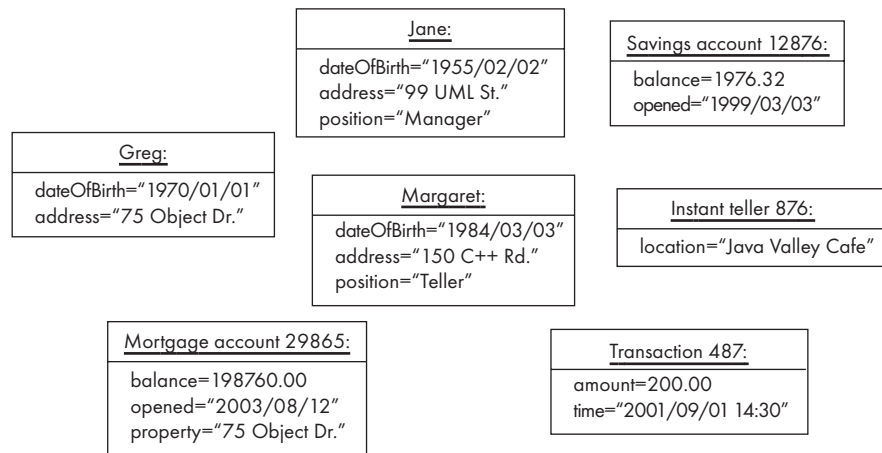 Jane:
dateOfBirth=“1955/02/02”
address=“99 UML St.”
position=“Manager”
Savings account 12876:
balance=1976.32
opened=“1999/03/03”
Greg:
dateOfBirth=“1970/01/01”
address=“75 Object Dr.”
Margaret:
dateOfBirth=“1984/03/03”
address=“150 C++ Rd.”
position=“Teller”
Instant teller 876:
location=“Java Valley Cafe”
Mortgage account 29865:
balance=198760.00
opened=“2003/08/12”
property=“75 Object Dr.”
Transaction 487:
amount=200.00
time=“2001/09/01 14:30”